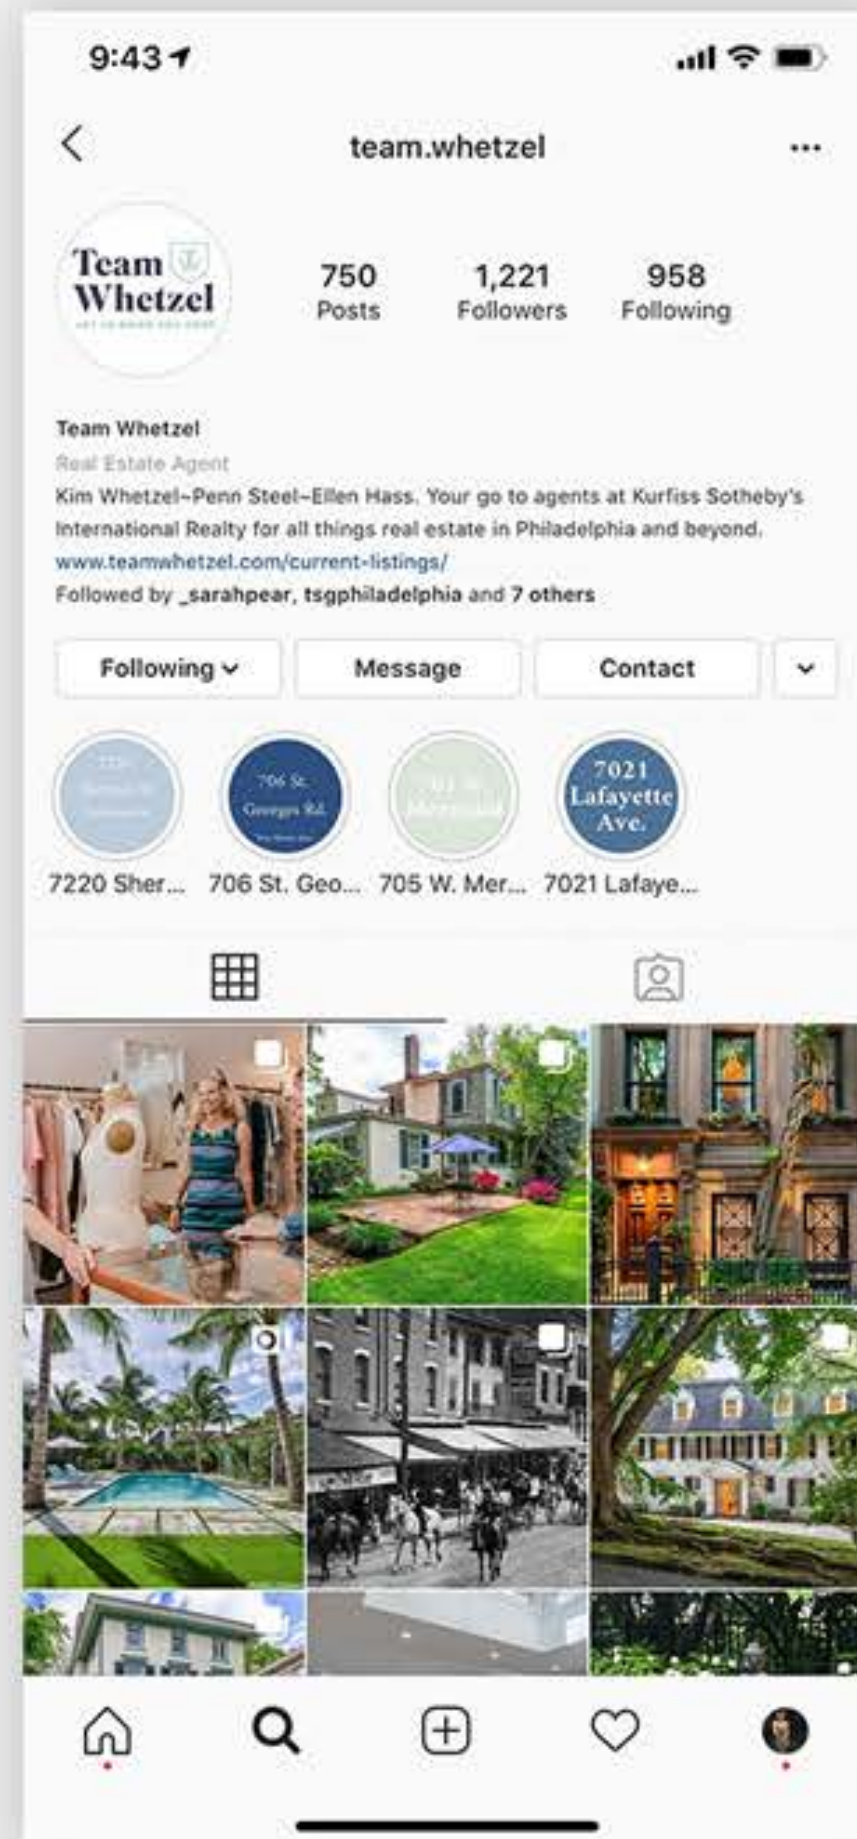 9:43
team.whetzel
Team
Whetzel
750
Posts
1,221
Followers
958
Following
Team Whetzel
Real Estate Agent
Kim Whetzel~Penn Steel~Ellen Hass. Your go to agents at Kurfiss Sotheby's
International Realty for all things real estate in Philadelphia and beyond.
www.teamwhetzel.com/current-listings/
Followed by _sarahpear, tsgphiladelphia and 7 others
Following
Message
Contact
706 St.
Georges Rd.
7021
Lafayette
Ave.
7220 Sher...
706 St. Geo...
705 W. Mer...
7021 Lafaye...